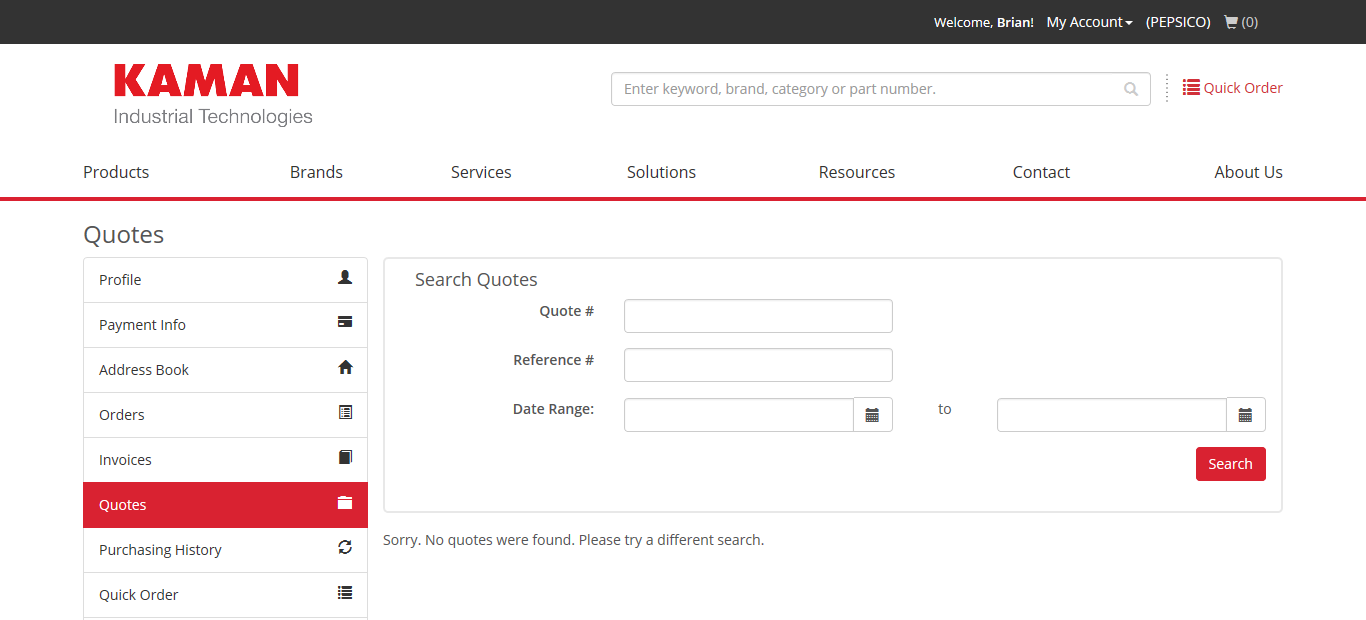 Welcome, Brian! My Account (PEPSICO) (0)
KAMAN
Industrial Technologies
Enter keyword, brand, category or part number.
Quick Order
Products Brands Services Solutions Resources Contact About Us
Quotes
Profile
Payment Info
Address Book
Orders
Invoices
Quotes
Purchasing History
Quick Order
Search Quotes
Quote #
Reference #
Date Range: to
Search
Sorry. No quotes were found. Please try a different search.